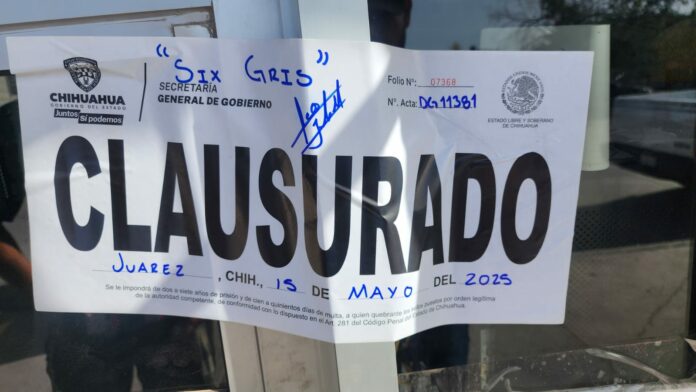 "SIX GRIS"
CHIHUAHUA
GOBIERNO DEL ESTADO
Juntos Sí podemos
SECRETARÍA
GENERAL DE GOBIERNO
Folio N°: 07368
N°. Acta: DG11381
ESTADO LIBRE Y SOBERANO
DE CHIHUAHUA
CLAUSURADO
JUAREZ, CHIH., 15 DE MAYO DEL 2025
Se le impondrá de dos a siete años de prisión y de cien a quinientos días de multa, a quien quebrante los sellos puestos por orden legítima
de la autoridad competente, de conformidad con lo dispuesto en el Art. 281 del Código Penal del Estado de Chihuahua.